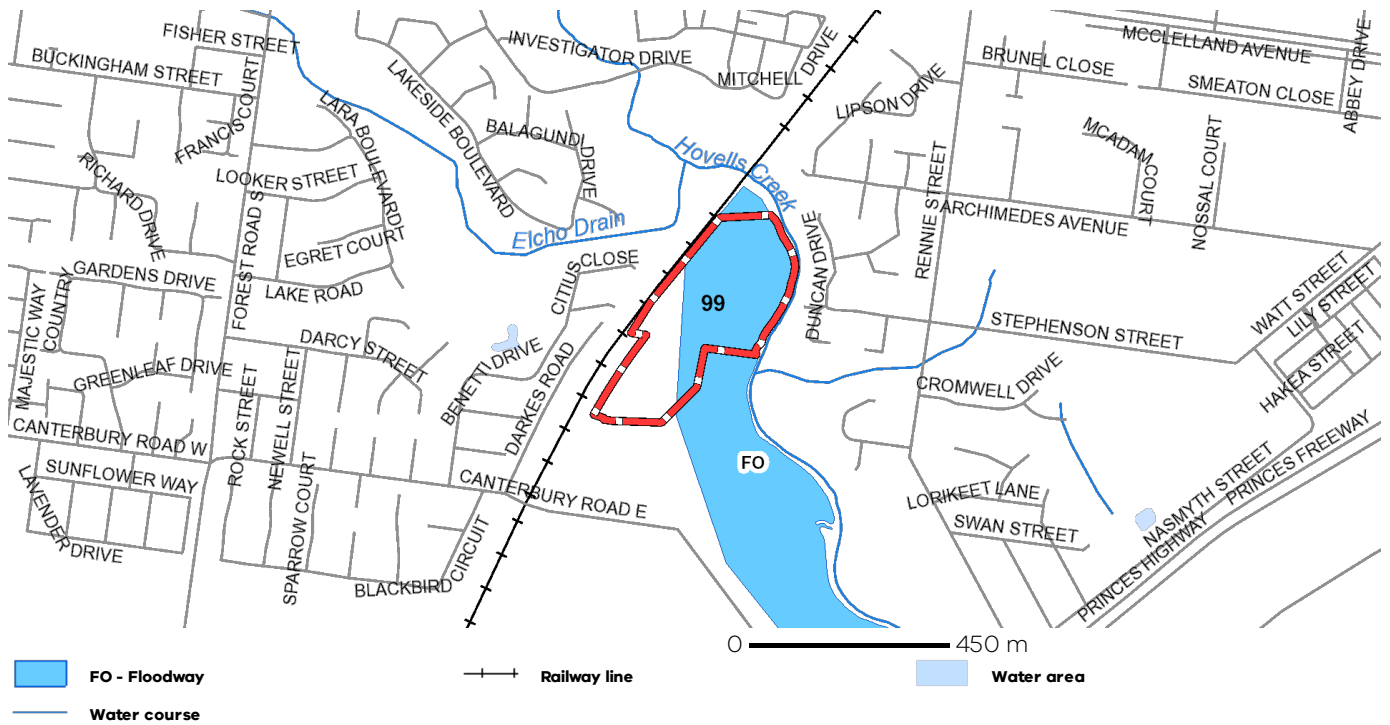 FISHER STREET
BUCKINGHAM STREET
FRANCIS COURT
LARA BOULEVARD
LAKESIDE BOULEVARD
INVESTIGATOR DRIVE
MITCHELL
DRIVE
BALAGUNDI DRIVE
LIPSON DRIVE
BRUNEL CLOSE
MCCLELLAND AVENUE
SMEATON CLOSE
ABBEY DRIVE
MCADAM COURT
NOSSAL COURT
RICHARD DRIVE
LOOKER STREET
EGRET COURT
Elcho Drain
Hovells Creek
RENNIE STREET
ARCHIMEDES AVENUE
DUNCAN DRIVE
GARDENS DRIVE
LAKE ROAD
FOREST ROAD S
CITIUS CLOSE
99
STEPHENSON STREET
WATT STREET
LILY STREET
HAKEA STREET
MAJESTIC WAY
COUNTRY
GREENLEAF DRIVE
DARCY STREET
BENETTI DRIVE
DARKES ROAD
CROMWELL DRIVE
CANTERBURY ROAD W
SUNFLOWER WAY
LAVENDER DRIVE
ROCK STREET
NEWELL STREET
SPARROW COURT
CANTERBURY ROAD E
BLACKBIRD CIRCUIT
FO
LORIKEET LANE
SWAN STREET
NASMYTH STREET
PRINCES FREEWAY
PRINCES HIGHWAY
0 450 m
FO - Floodway
Railway line
Water area
Water course